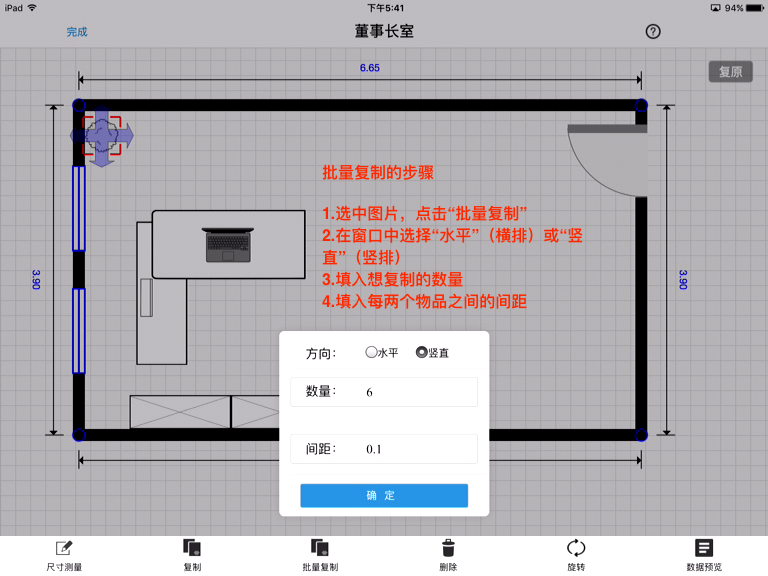 iPad
下午5:41
94%
完成
董事长室
6.65
复原
批量复制的步骤
1.选中图片，点击“批量复制”
2.在窗口中选择“水平”（横排）或“竖
直”（竖排）
3.填入想复制的数量
4.填入每两个物品之间的间距
3.90
3.90
方向： 水平 竖直
数量： 6
间距： 0.1
确 定
尺寸测量
复制
批量复制
删除
旋转
数据预览